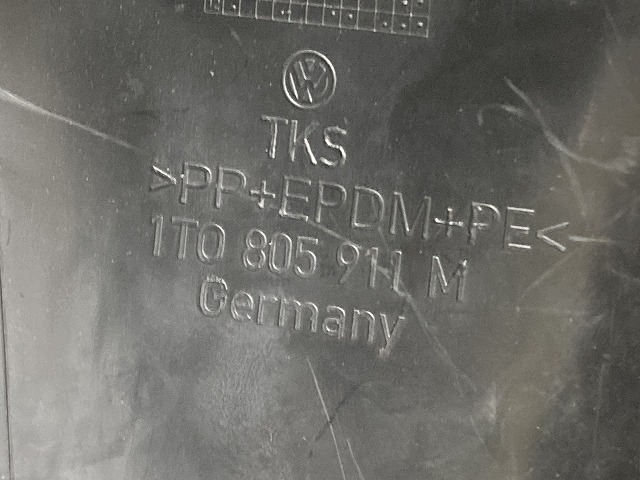 VW
TKS
>PP+EPDM+PE<
1T0 805 911 M
Germany